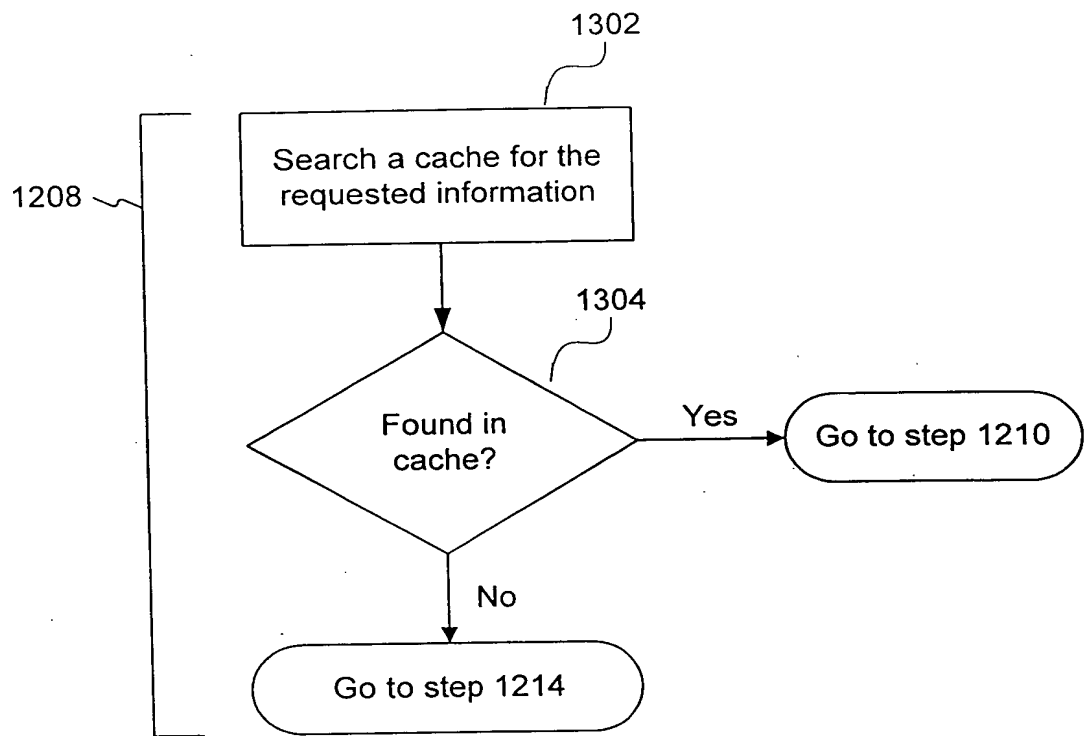 1302
Search a cache for the
requested information
1208
1304
Found in
cache?
Yes
Go to step 1210
No
Go to step 1214